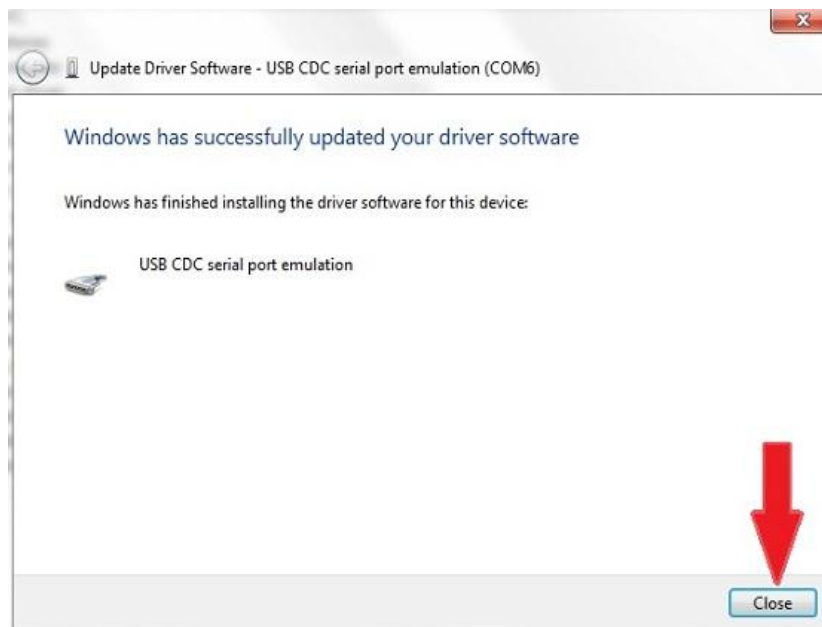 Update Driver Software - USB CDC serial port emulation (COM6)
Windows has successfully updated your driver software
Windows has finished installing the driver software for this device:
USB CDC serial port emulation
Close